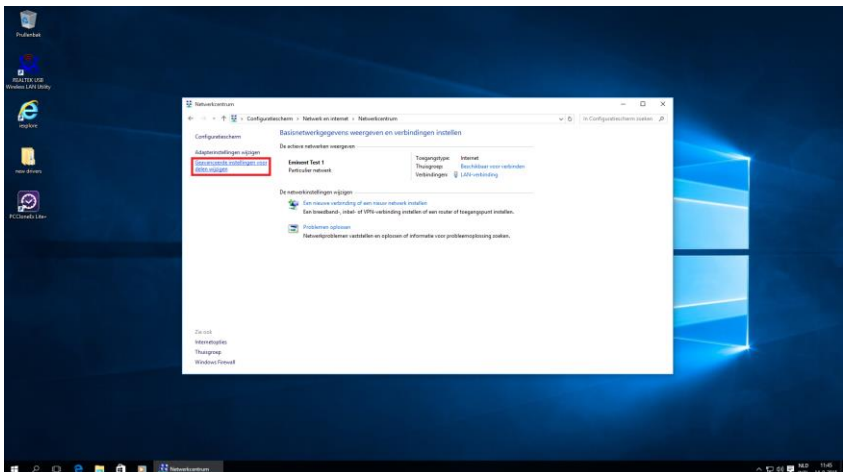 Prullenbak
REALTEK USB
Wireless LAN Utility
iexplore
new drivers
PCCloneEx Lite+
Netwerkcentrum
Configuratiescherm > Netwerk en internet > Netwerkcentrum
In Configuratiescherm zoeken
Configuratiescherm
Adapterinstellingen wijzigen
Geavanceerde instellingen voor
delen wijzigen
Basisnetwerkgegevens weergeven en verbindingen instellen
De actieve netwerken weergeven
Eminent Test 1
Particulier netwerk
Toegangstype: Internet
Thuisgroep: Beschikbaar voor verbinden
Verbindingen: LAN-verbinding
De netwerkinstellingen wijzigen
Een nieuwe verbinding of een nieuw netwerk instellen
Een breedband-, inbel- of VPN-verbinding instellen of een router of toegangspunt instellen.
Problemen oplossen
Netwerkproblemen vaststellen en oplossen of informatie voor probleemoplossing zoeken.
Zie ook
Internetopties
Thuisgroep
Windows Firewall
Netwerkcentrum
NLD
11:45